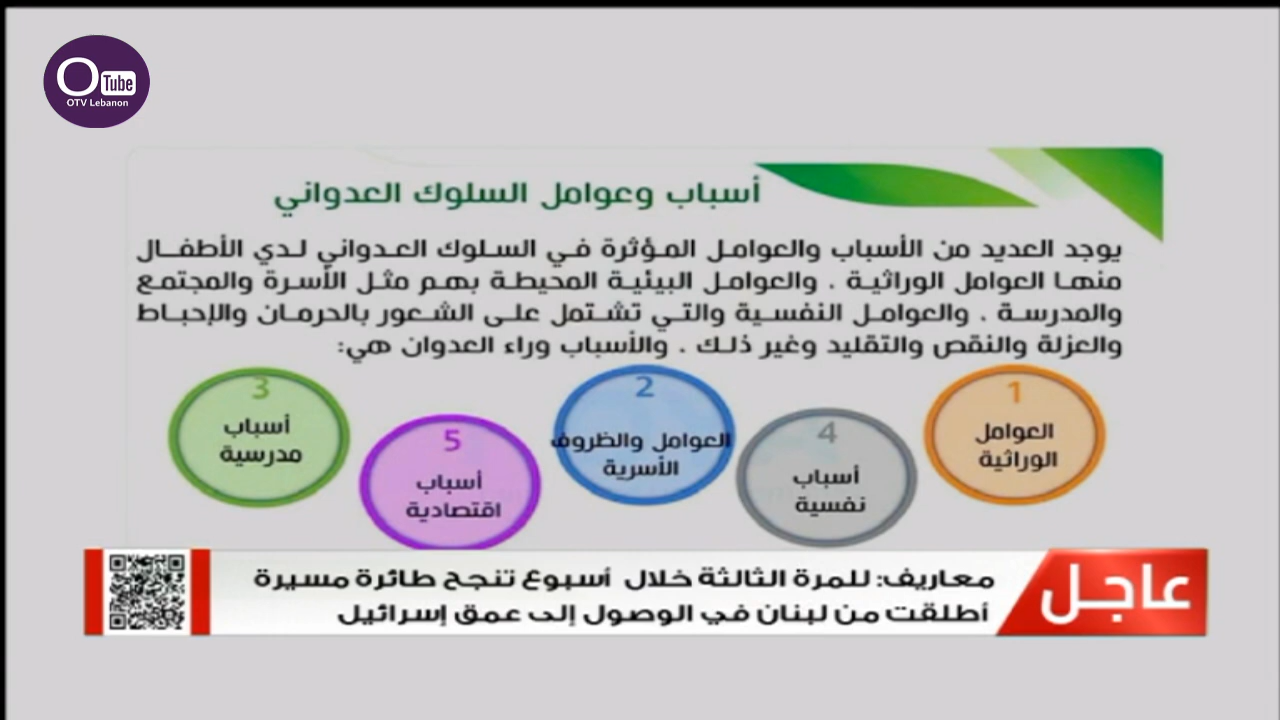 O Tube
OTV Lebanon
أسباب وعوامل السلوك العدواني
يوجد العديد من الأسباب والعوامل المؤثرة في السلوك العدواني لدي الأطفال
منها العوامل الوراثية . والعوامل البيئية المحيطة بهم مثل الأسرة والمجتمع
والمدرسة . والعوامل النفسية والتي تشتمل على الشعور بالحرمان والإحباط
والعزلة والنقص والتقليد وغير ذلك . والأسباب وراء العدوان هي:
1
العوامل
الوراثية
2
العوامل والظروف
الأسرية
3
أسباب
مدرسية
4
أسباب
نفسية
5
أسباب
اقتصادية
عاجل
معاريف: للمرة الثالثة خلال أسبوع تنجح طائرة مسيرة
أطلقت من لبنان في الوصول إلى عمق إسرائيل